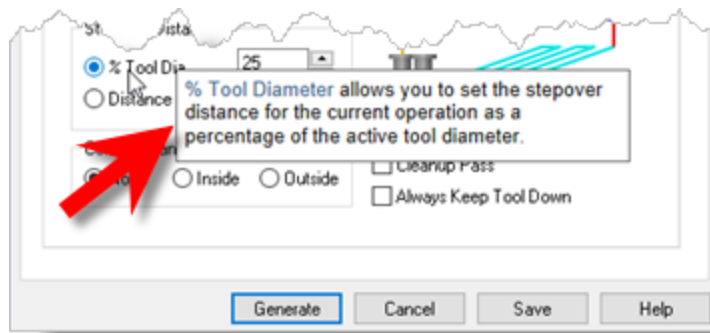 % Tool Dia
25
Distance
% Tool Diameter allows you to set the stepover
distance for the current operation as a
percentage of the active tool diameter.
Cleanup Pass
Inside
Outside
Always Keep Tool Down
Generate
Cancel
Save
Help